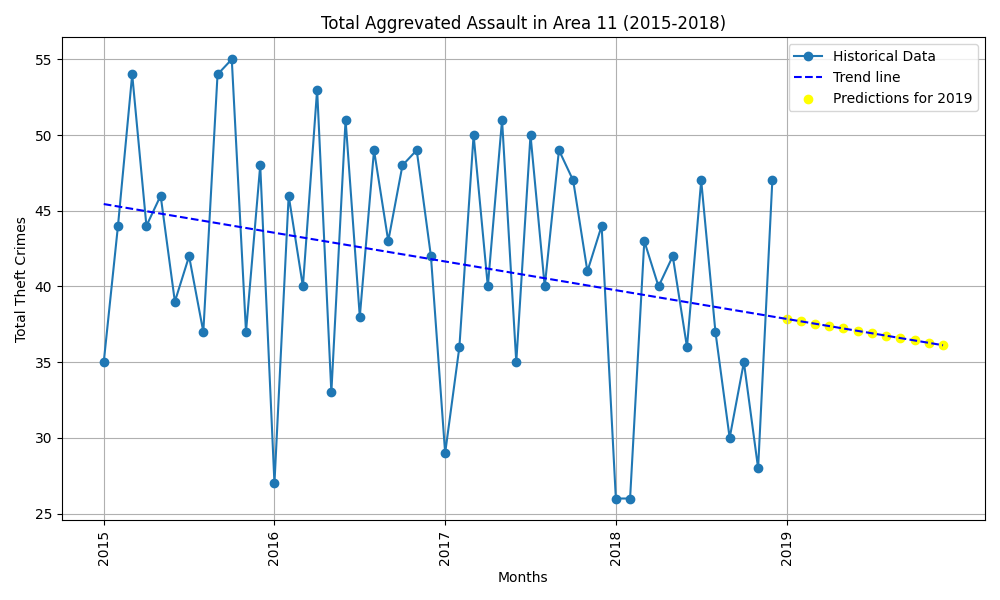 Total Aggrevated Assault in Area 11 (2015-2018)
Historical Data
Trend line
Predictions for 2019
Total Theft Crimes
55
50
45
40
35
30
25
2015
2016
2017
2018
2019
Months